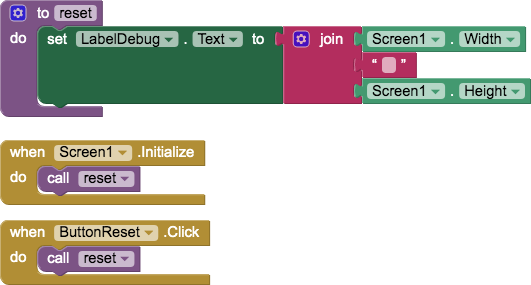 to reset
do set LabelDebug . Text to join Screen1 . Width
“ ”
Screen1 . Height
when Screen1 .Initialize
do call reset
when ButtonReset .Click
do call reset